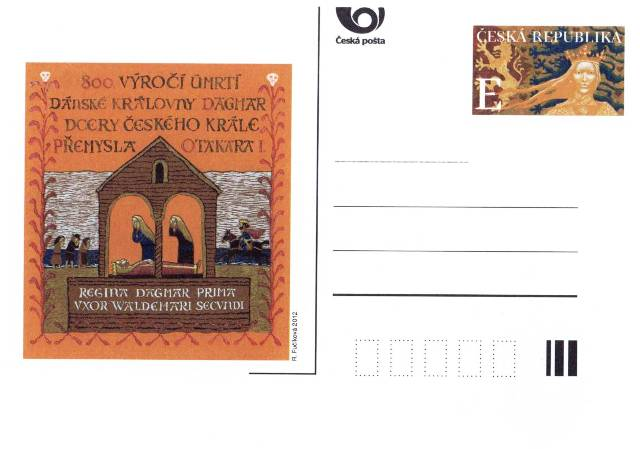 Česká pošta
ČESKÁ REPUBLIKA
E
800. VÝROČÍ ÚMRTÍ
DÁNSKÉ KRÁLOVNY DAGMAR
DCERY ČESKÉHO KRÁLE
PŘEMYSLA OTAKARA I.
REGINA DAGMAR PRIMA
VXOR WALDEMARI SECVNDI
R. Fučíková 2012